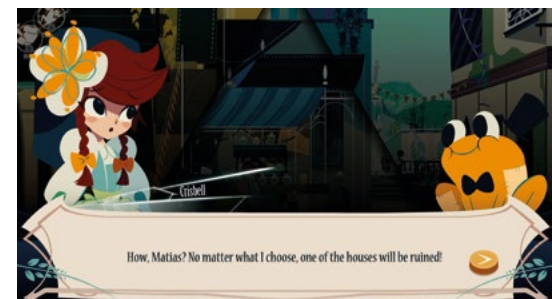 Crisbell
How, Matias? No matter what I choose, one of the houses will be ruined!